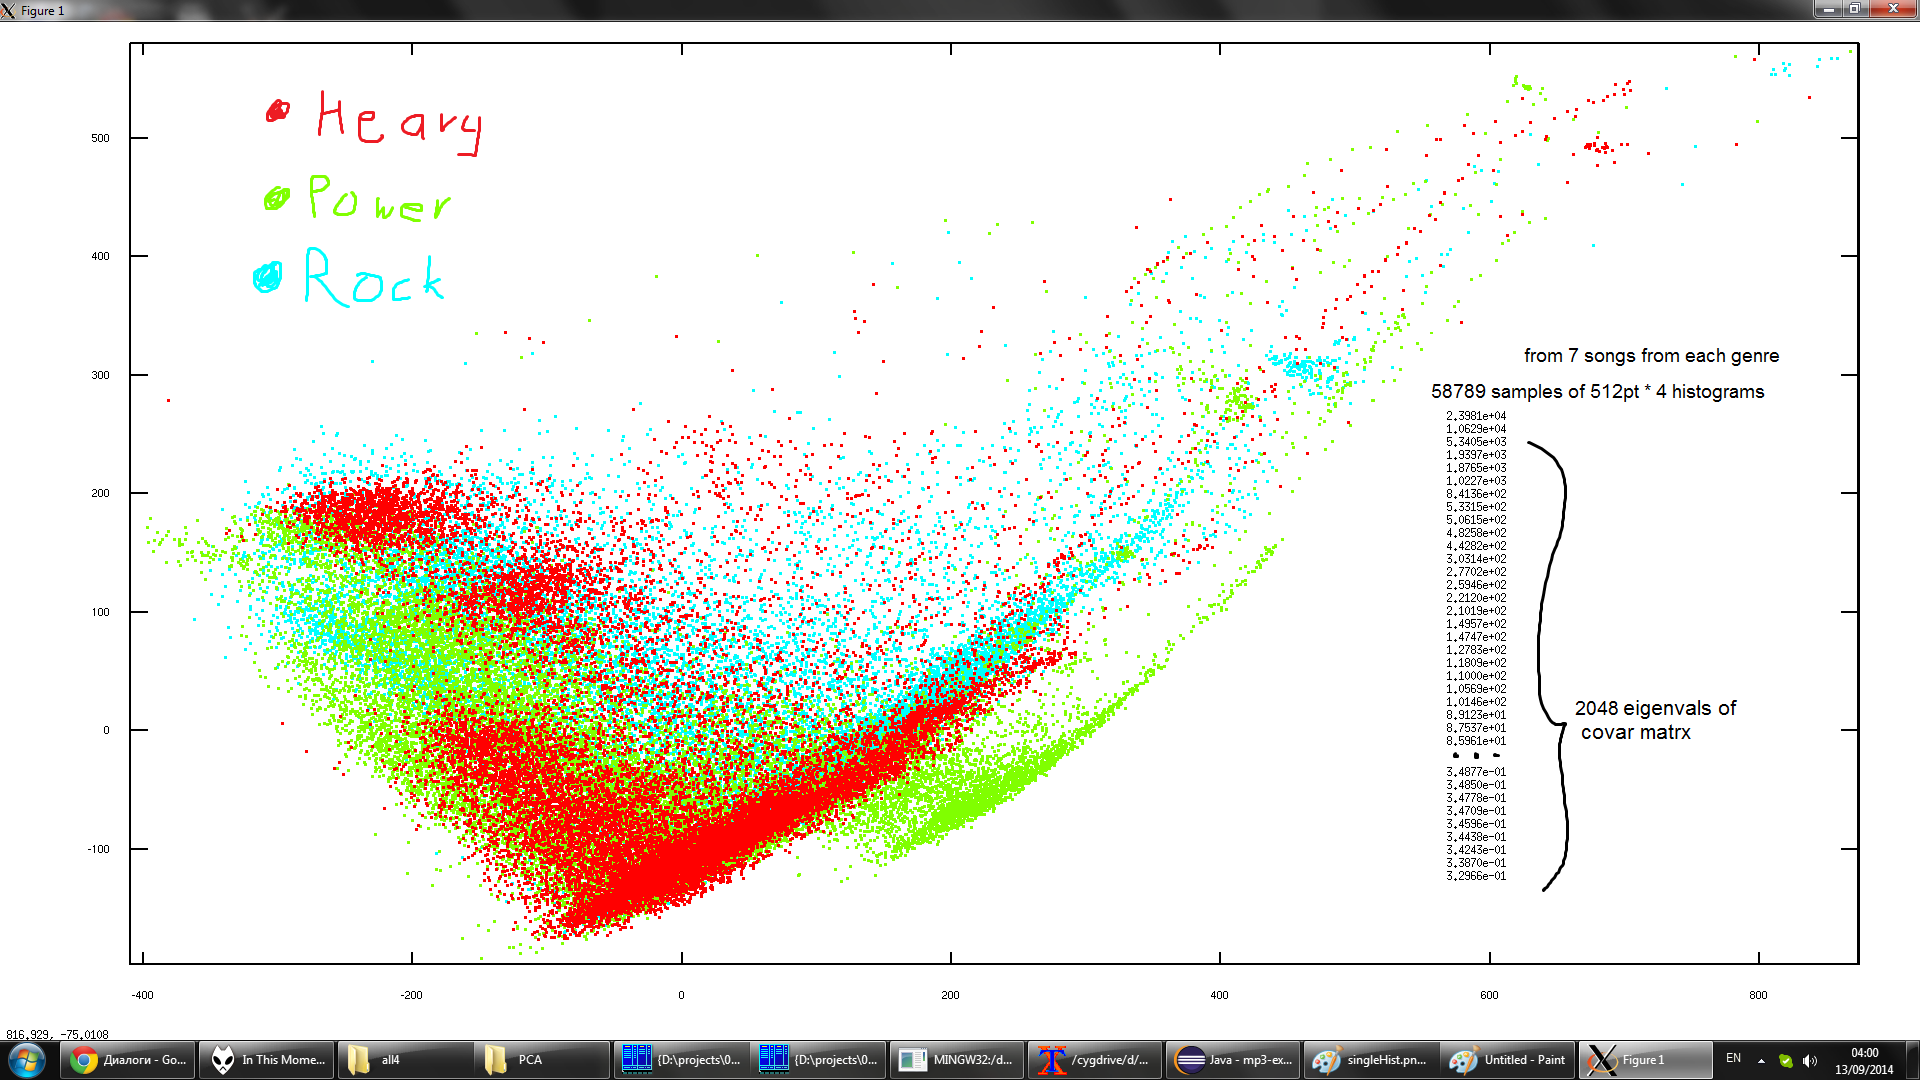 Figure 1
500
400
300
200
100
0
-100
-400
-200
0
200
400
600
800
Heavy
Power
Rock
from 7 songs from each genre
58789 samples of 512pt * 4 histograms
2.3981e+04
1.0629e+04
5.3405e+03
1.9397e+03
1.8765e+03
1.0227e+03
8.4136e+02
5.3315e+02
5.0615e+02
4.8258e+02
4.4282e+02
3.0314e+02
2.7702e+02
2.5946e+02
2.2120e+02
2.1019e+02
1.4957e+02
1.4747e+02
1.2783e+02
1.1809e+02
1.1000e+02
1.0569e+02
1.0146e+02
8.9123e+01
8.7537e+01
8.5961e+01
3.4877e-01
3.4850e-01
3.4778e-01
3.4709e-01
3.4596e-01
3.4438e-01
3.4243e-01
3.3870e-01
3.2966e-01
2048 eigenvals of
covar matrx
816.929, -75.0108
Диалоги - Go...
In This Mome...
all4
PCA
{D:\projects\0...
{D:\projects\0...
MINGW32:/d...
/cygdrive/d/...
Java - mp3-ex...
singleHist.pn...
Untitled - Paint
Figure 1
EN
04:00
13/09/2014